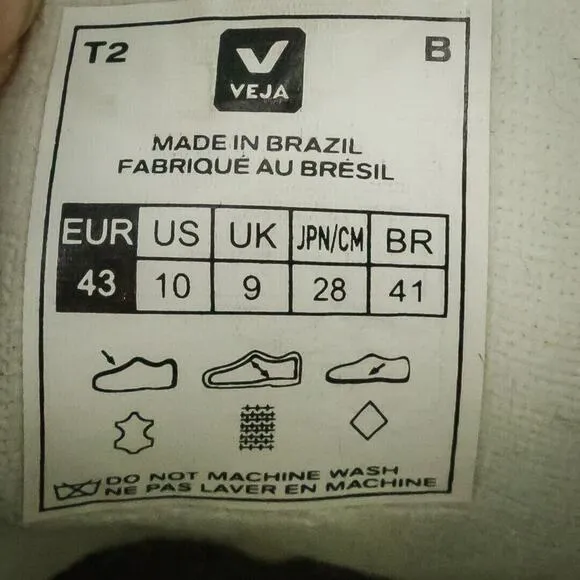 T2 B
VEJA
MADE IN BRAZIL
FABRIQUÉ AU BRÉSIL
EUR US UK JPN/CM BR
43 10 9 28 41
DO NOT MACHINE WASH
NE PAS LAVER EN MACHINE